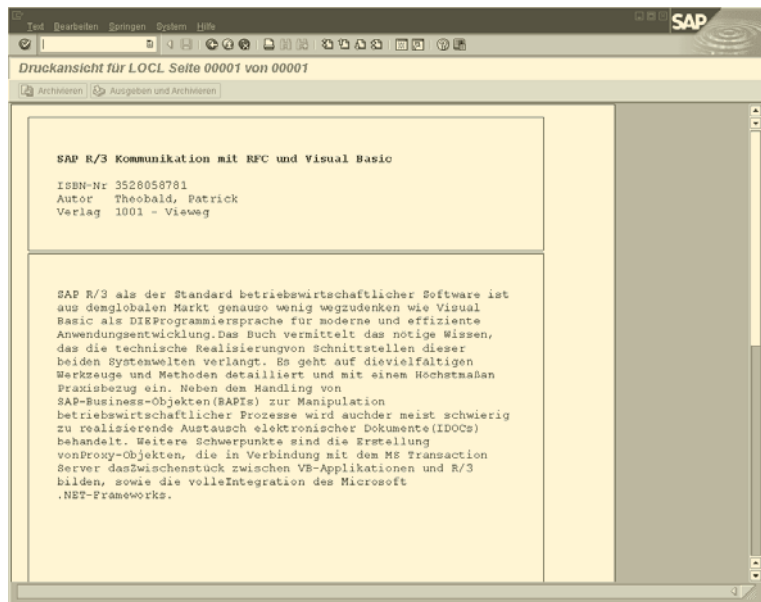 Text Bearbeiten Springen System Hilfe
SAP
Druckansicht für LOCL Seite 00001 von 00001
Archivieren Ausgeben und Archivieren
SAP R/3 Kommunikation mit RFC und Visual Basic
ISBN-Nr 3528058781
Autor Theobald, Patrick
Verlag 1001 - Vieweg
SAP R/3 als der Standard betriebswirtschaftlicher Software ist
aus demglobalen Markt genauso wenig wegzudenken wie Visual
Basic als DIEProgrammiersprache für moderne und effiziente
Anwendungsentwicklung.Das Buch vermittelt das nötige Wissen,
das die technische Realisierungvon Schnittstellen dieser
beiden Systemwelten verlangt. Es geht auf dievielfältigen
Werkzeuge und Methoden detailliert und mit einem Höchstmaßan
Praxisbezug ein. Neben dem Handling von
SAP-Business-Objekten(BAPIs) zur Manipulation
betriebswirtschaftlicher Prozesse wird auchder meist schwierig
zu realisierende Austausch elektronischer Dokumente(IDOCs)
behandelt. Weitere Schwerpunkte sind die Erstellung
vonProxy-Objekten, die in Verbindung mit dem MS Transaction
Server dasZwischenstück zwischen VB-Applikationen und R/3
bilden, sowie die volleIntegration des Microsoft
.NET-Frameworks.